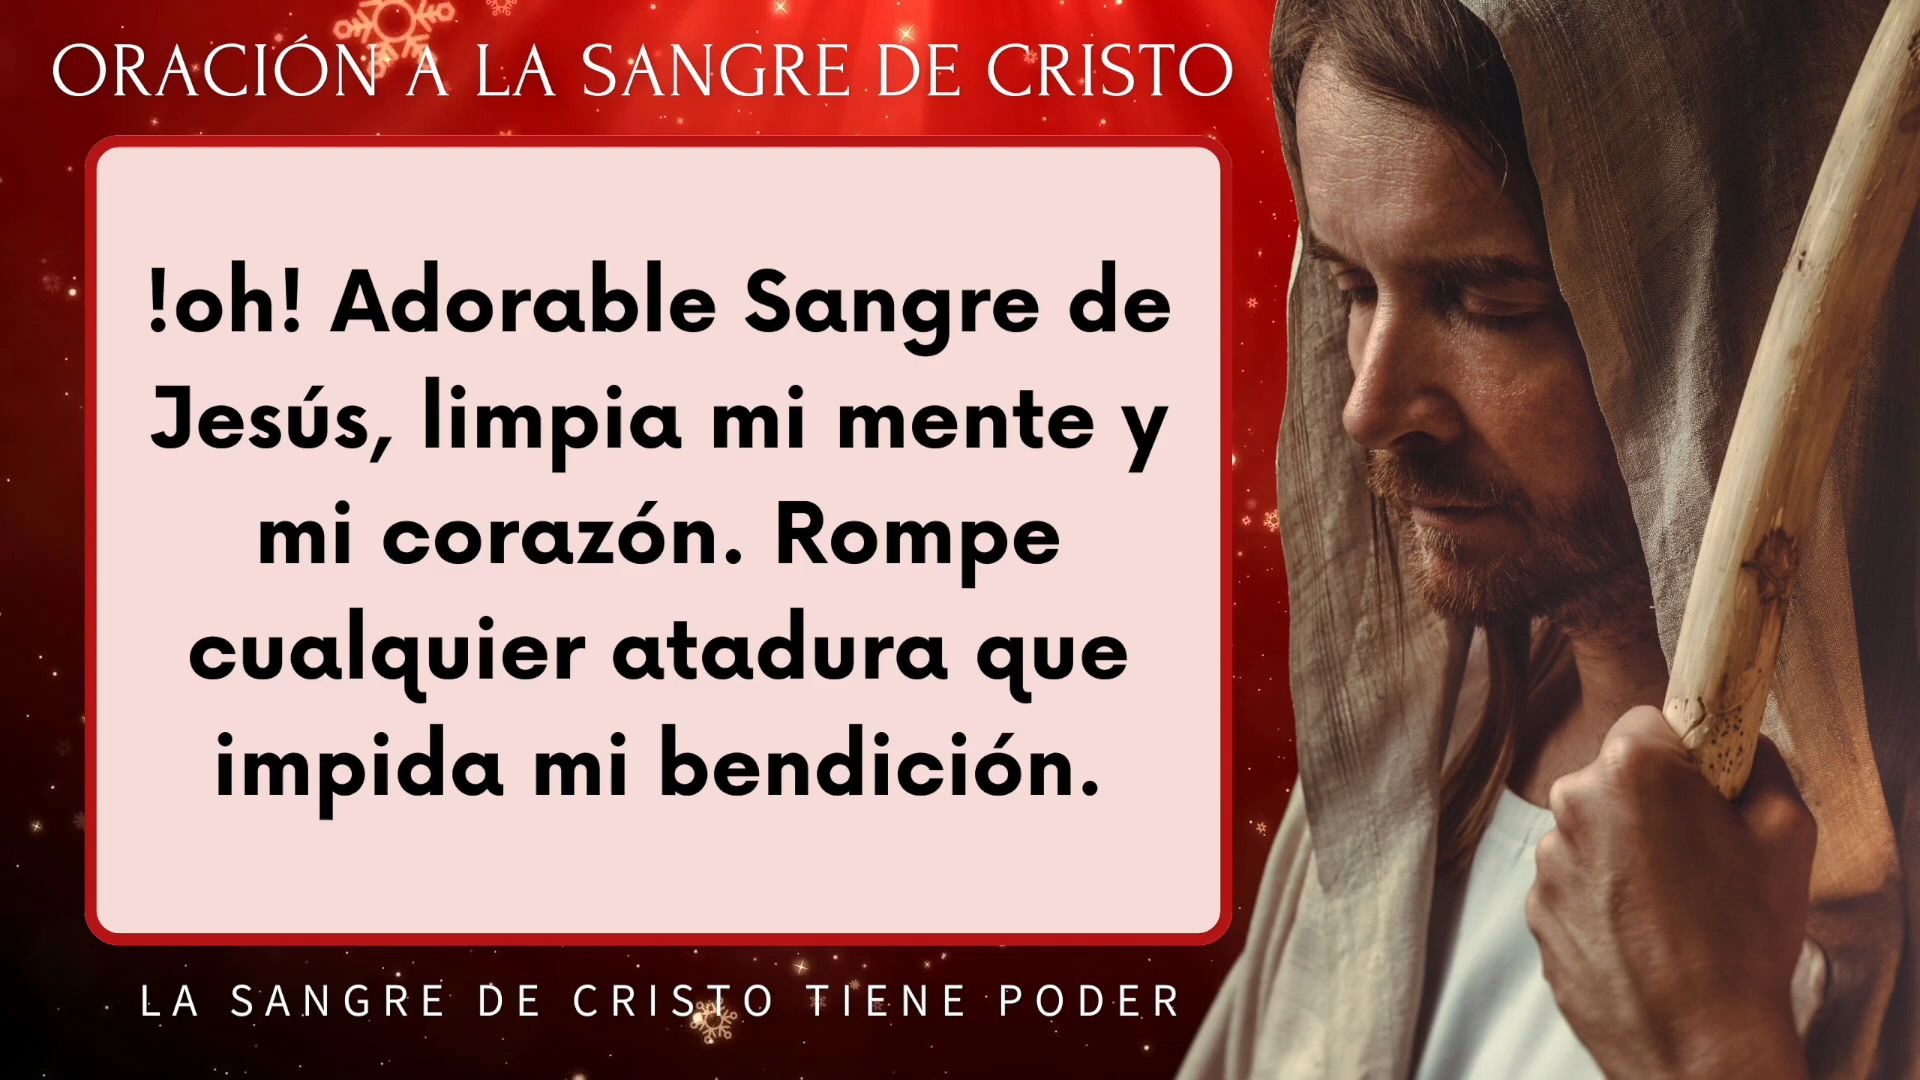 ORACIÓN A LA SANGRE DE CRISTO
!oh! Adorable Sangre de
Jesús, limpia mi mente y
mi corazón. Rompe
cualquier atadura que
impida mi bendición.
LA SANGRE DE CRISTO TIENE PODER